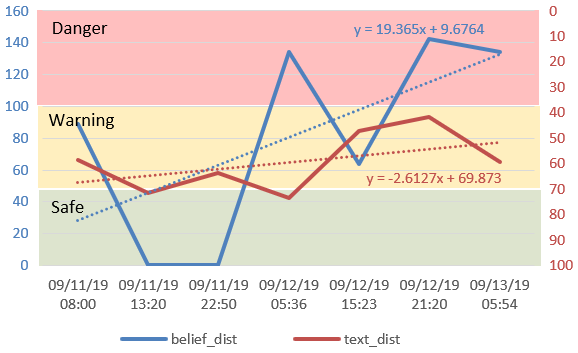 160
140
120
100
80
60
40
20
0
Danger
Warning
Safe
y = 19.365x + 9.6764
y = -2.6127x + 69.873
0
10
20
30
40
50
60
70
80
90
100
09/11/19 09/11/19 09/11/19 09/12/19 09/12/19 09/12/19 09/13/19
08:00 13:20 22:50 05:36 15:23 21:20 05:54
belief_dist text_dist